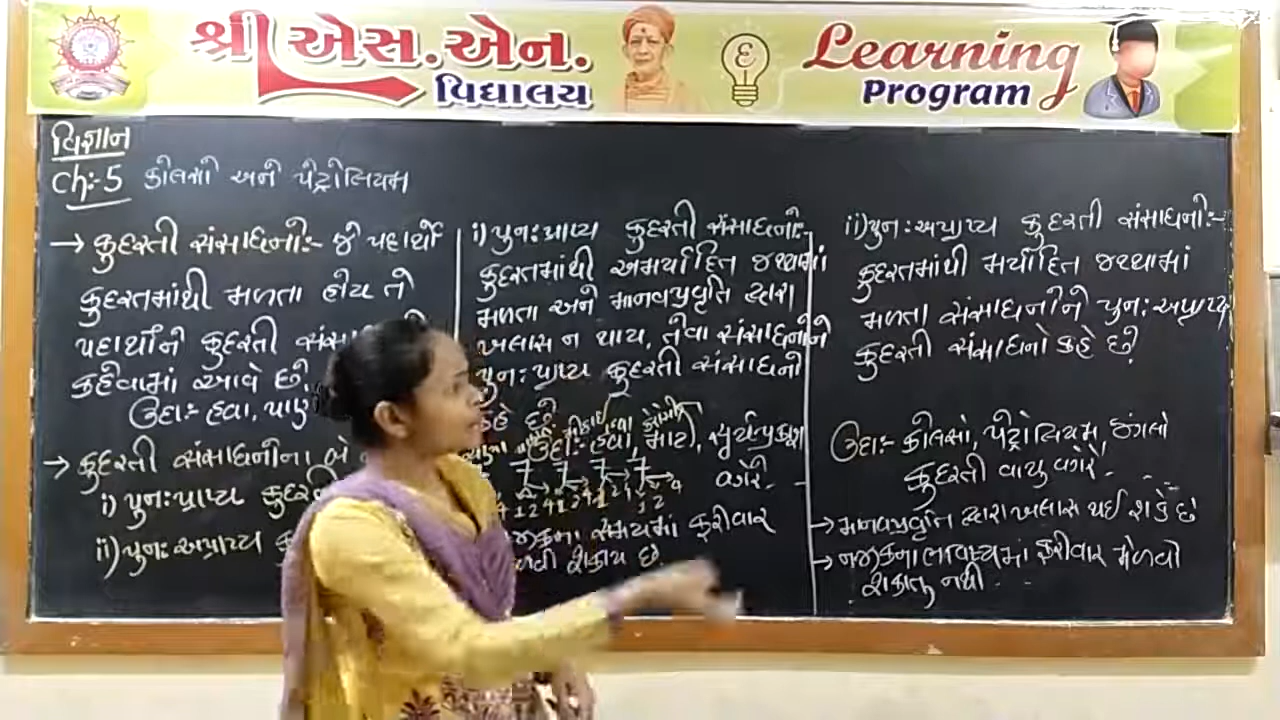 શ્રી એસ.એન.
વિદ્યાલય
Learning
Program
વિજ્ઞાન
Ch:-5 કોલસો અને પેટ્રોલિયમ
→ કુદરતી સંસાધનો:- જે પદાર્થો
કુદરતમાંથી મળતા હોય તે
પદાર્થોને કુદરતી
કહેવામાં આવે છે.
ઉદા:- હવા,
→ કુદરતી સંસાધનોના બે
i) પુન:પ્રાપ્ય
ii) પુન:અપ્રાપ્ય
i) પુન:પ્રાપ્ય કુદરતી સંસાધનો:-
કુદરતમાંથી અમર્યાદિત જથ્થામાં
મળતા અને માનવપ્રવૃતિ દ્વારા
ખલાસ ન થાય, તેવા સંસાધનોને
પુન:પ્રાપ્ય કુદરતી સંસાધનો
કહે છે
ઉદા:- હવા, માટી, સૂર્યપ્રકાશ
વગેરે.
સમયમાં ફરીવાર
શકાય છે.
ii) પુન:અપ્રાપ્ય કુદરતી સંસાધનો:-
કુદરતમાંથી મર્યાદિત જથ્થામાં
મળતા સંસાધનોને પુન:અપ્રાપ્ય
કુદરતી સંસાધનો કહે છે.
ઉદા:- કોલસો, પેટ્રોલિયમ, જંગલો
કુદરતી વાયુ વગેરે.
→ માનવપ્રવૃતિ દ્વારા ખલાસ થઈ શકે છે
→ નજીકના ભવિષ્યમાં ફરીવાર મેળવી
શકાતુ નથી.